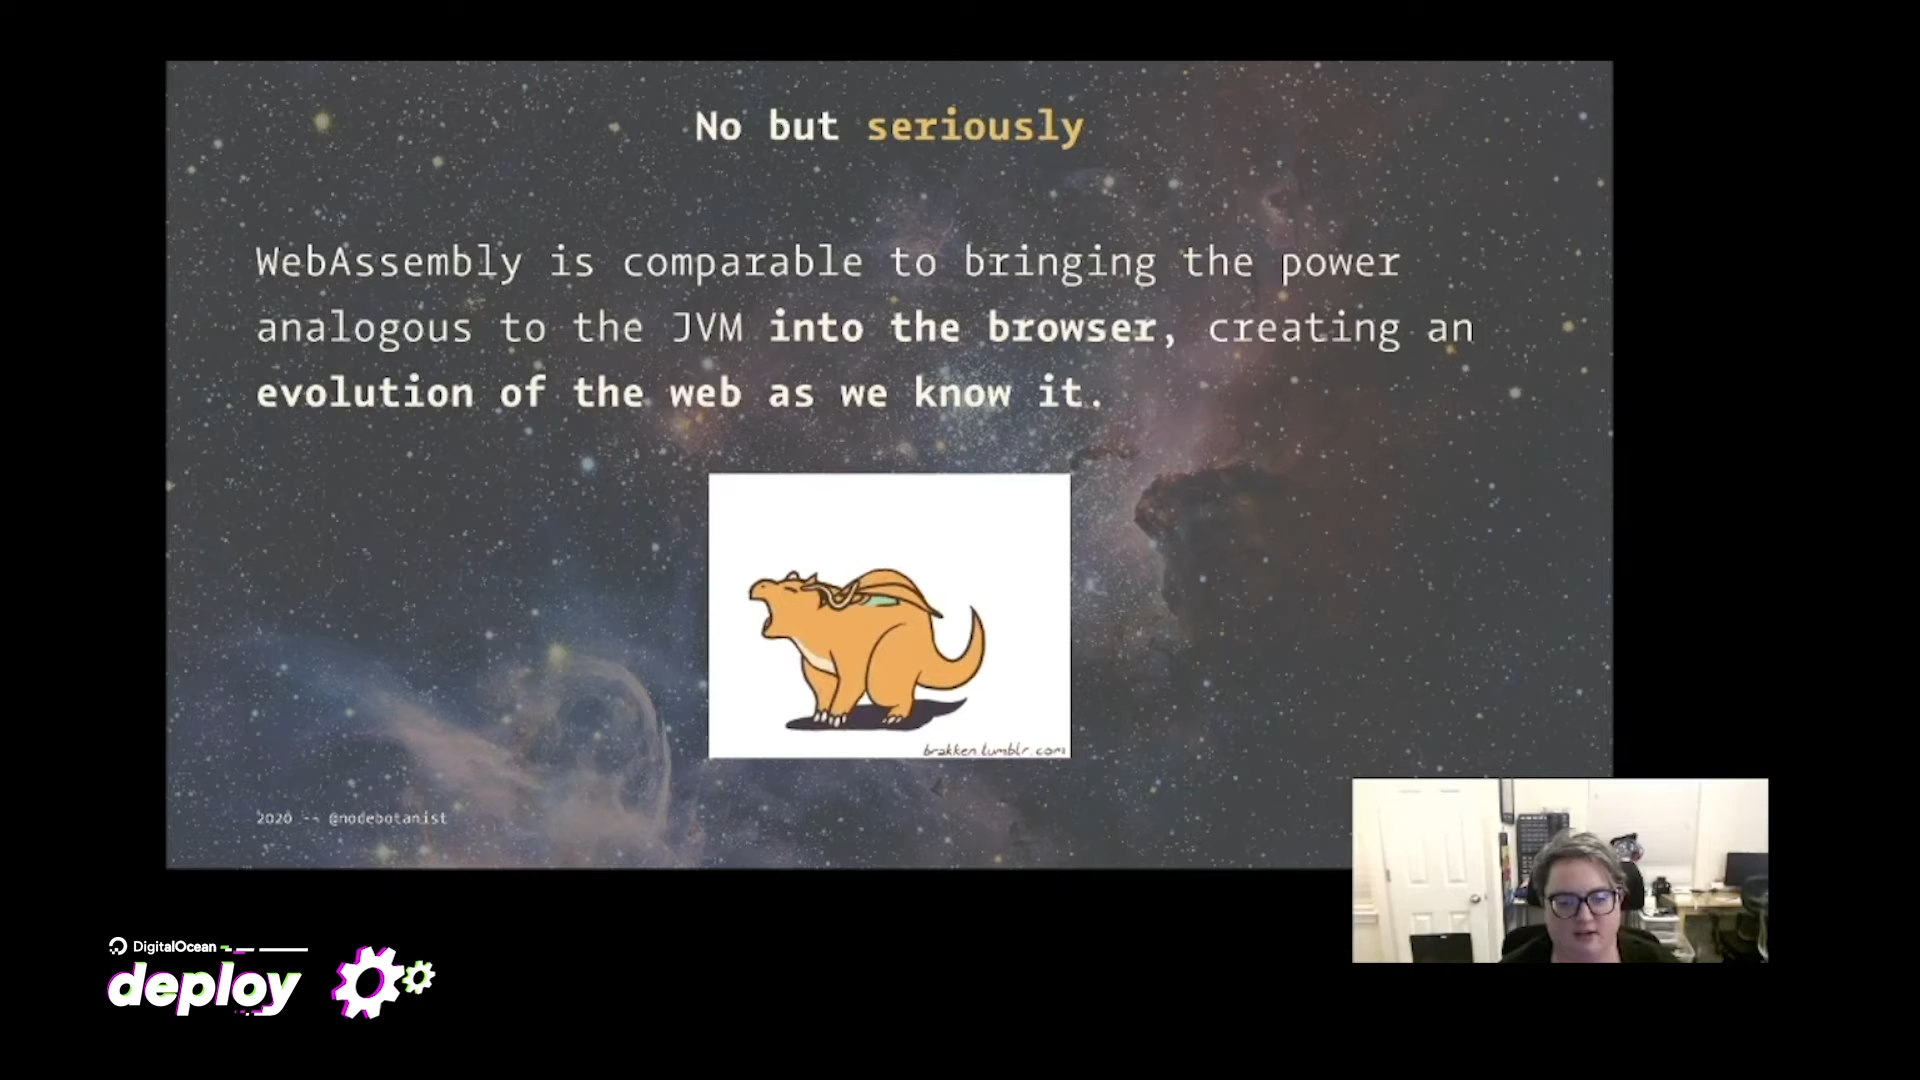 No but seriously
WebAssembly is comparable to bringing the power
analogous to the JVM into the browser, creating an
evolution of the web as we know it.
brakken.tumblr.com
2020 -- @nodebotanist
DigitalOcean
deploy